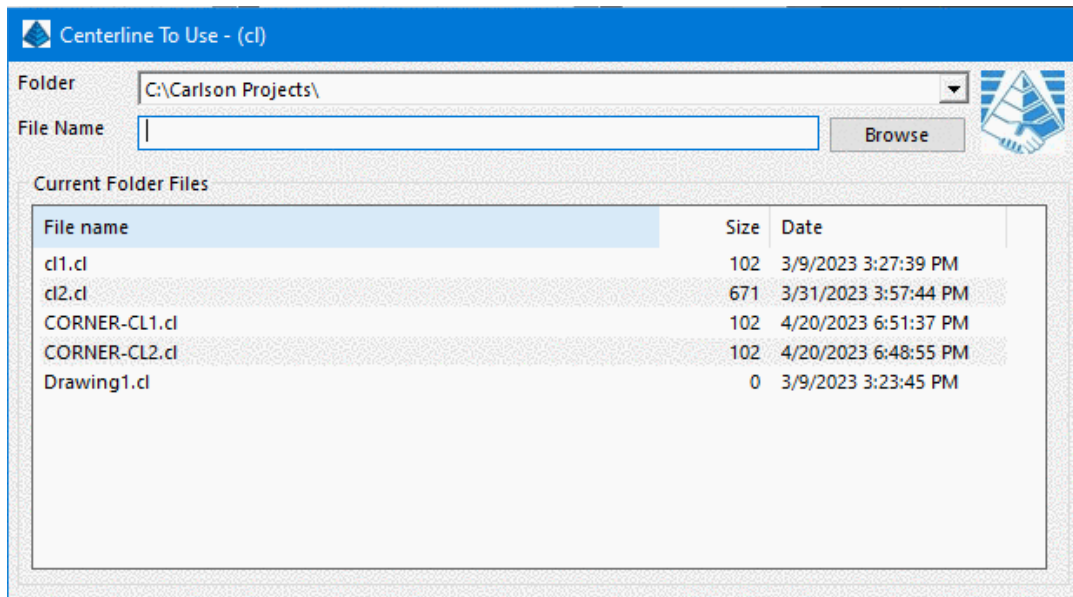 Centerline To Use - (cl)
Folder C:\Carlson Projects\
File Name Browse
Current Folder Files
File name Size Date
cl1.cl 102 3/9/2023 3:27:39 PM
cl2.cl 671 3/31/2023 3:57:44 PM
CORNER-CL1.cl 102 4/20/2023 6:51:37 PM
CORNER-CL2.cl 102 4/20/2023 6:48:55 PM
Drawing1.cl 0 3/9/2023 3:23:45 PM